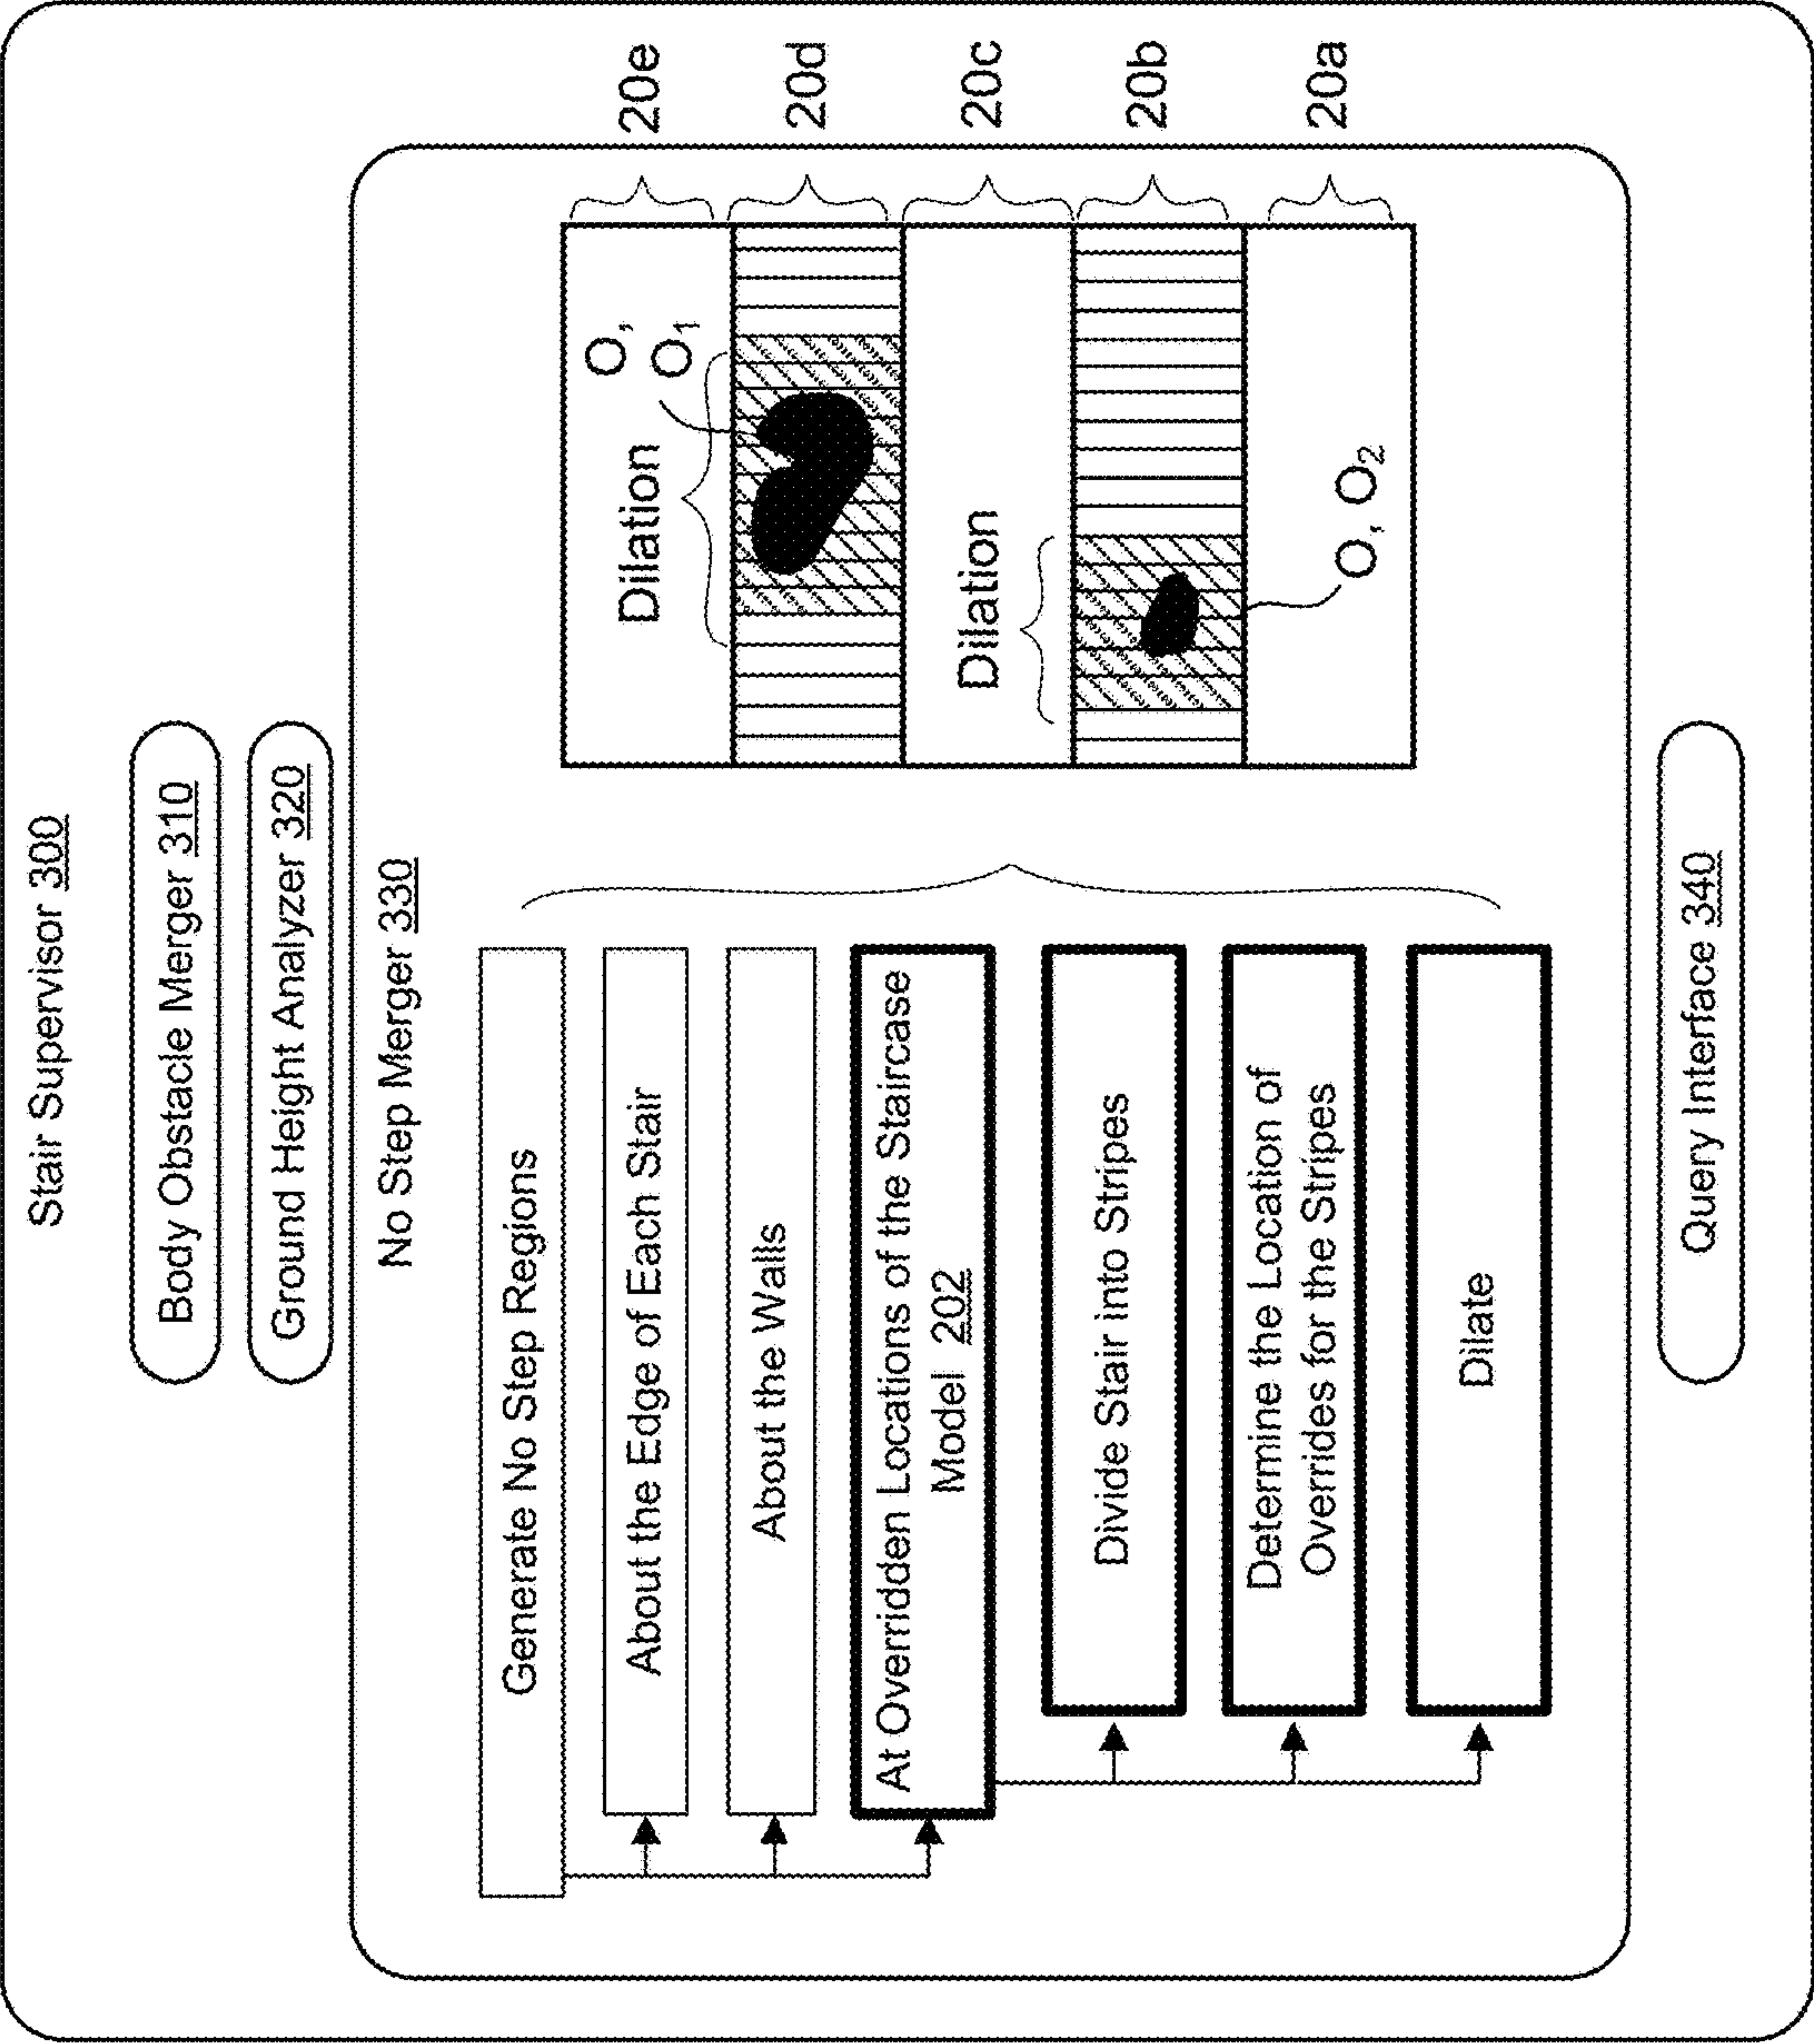 Stair Supervisor 300
Body Obstacle Merger 310
Ground Height Analyzer 320
No Step Merger 330
Generate No Step Regions
About the Edge of Each Stair
About the Walls
At Overridden Locations of the Staircase
Model 202
Divide Stair into Stripes
Determine the Location of
Overrides for the Stripes
Dilate
Dilation
O,
O₁
20e
20d
Dilation
20c
20b
O, O₂
20a
Query Interface 340